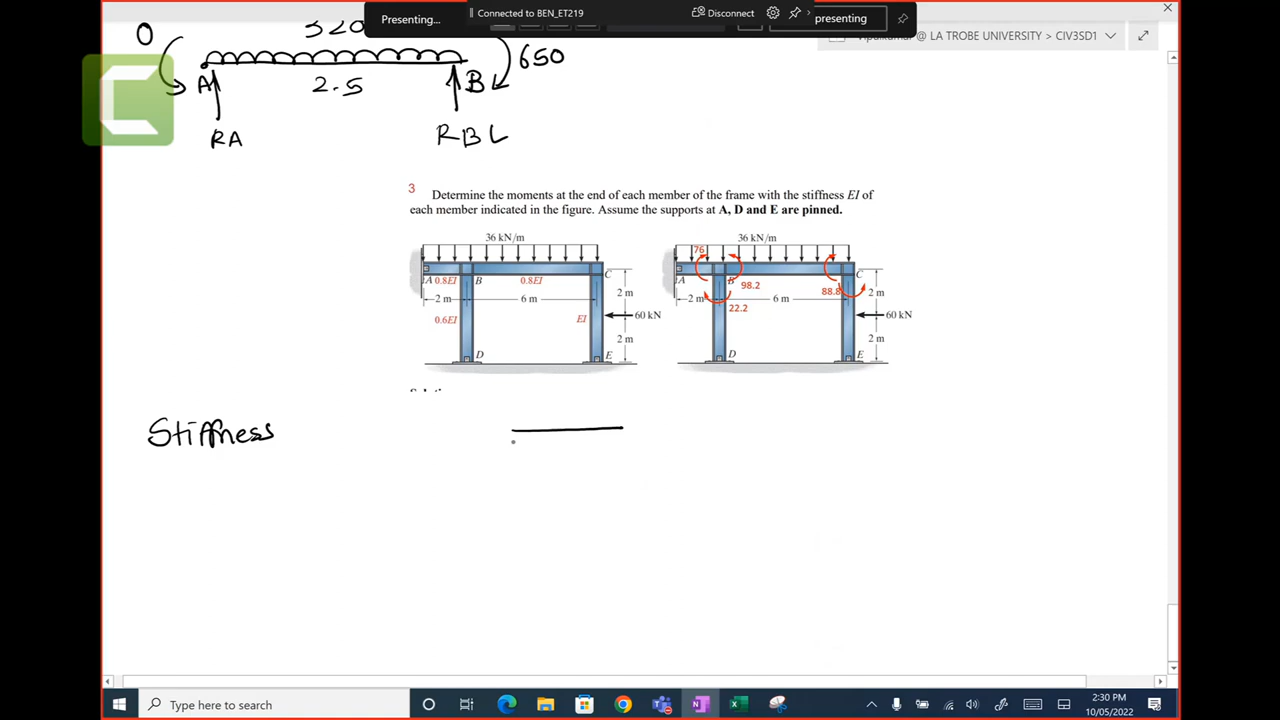 Presenting...
Connected to BEN_ET219
Disconnect
presenting
@ LA TROBE UNIVERSITY > CIV3SD1
0
320
650
A
2.5
B
RA
RBL
3 Determine the moments at the end of each member of the frame with the stiffness EI of
each member indicated in the figure. Assume the supports at A, D and E are pinned.
36 kN/m
A 0.8EI B 0.8EI C
2 m
6 m
2 m
0.6EI
EI
60 kN
2 m
D
E
36 kN/m
76
A
B
98.2
C
2 m
6 m
88.8
2 m
22.2
60 kN
2 m
D
E
Stiffness
Type here to search
2:30 PM
10/05/2022